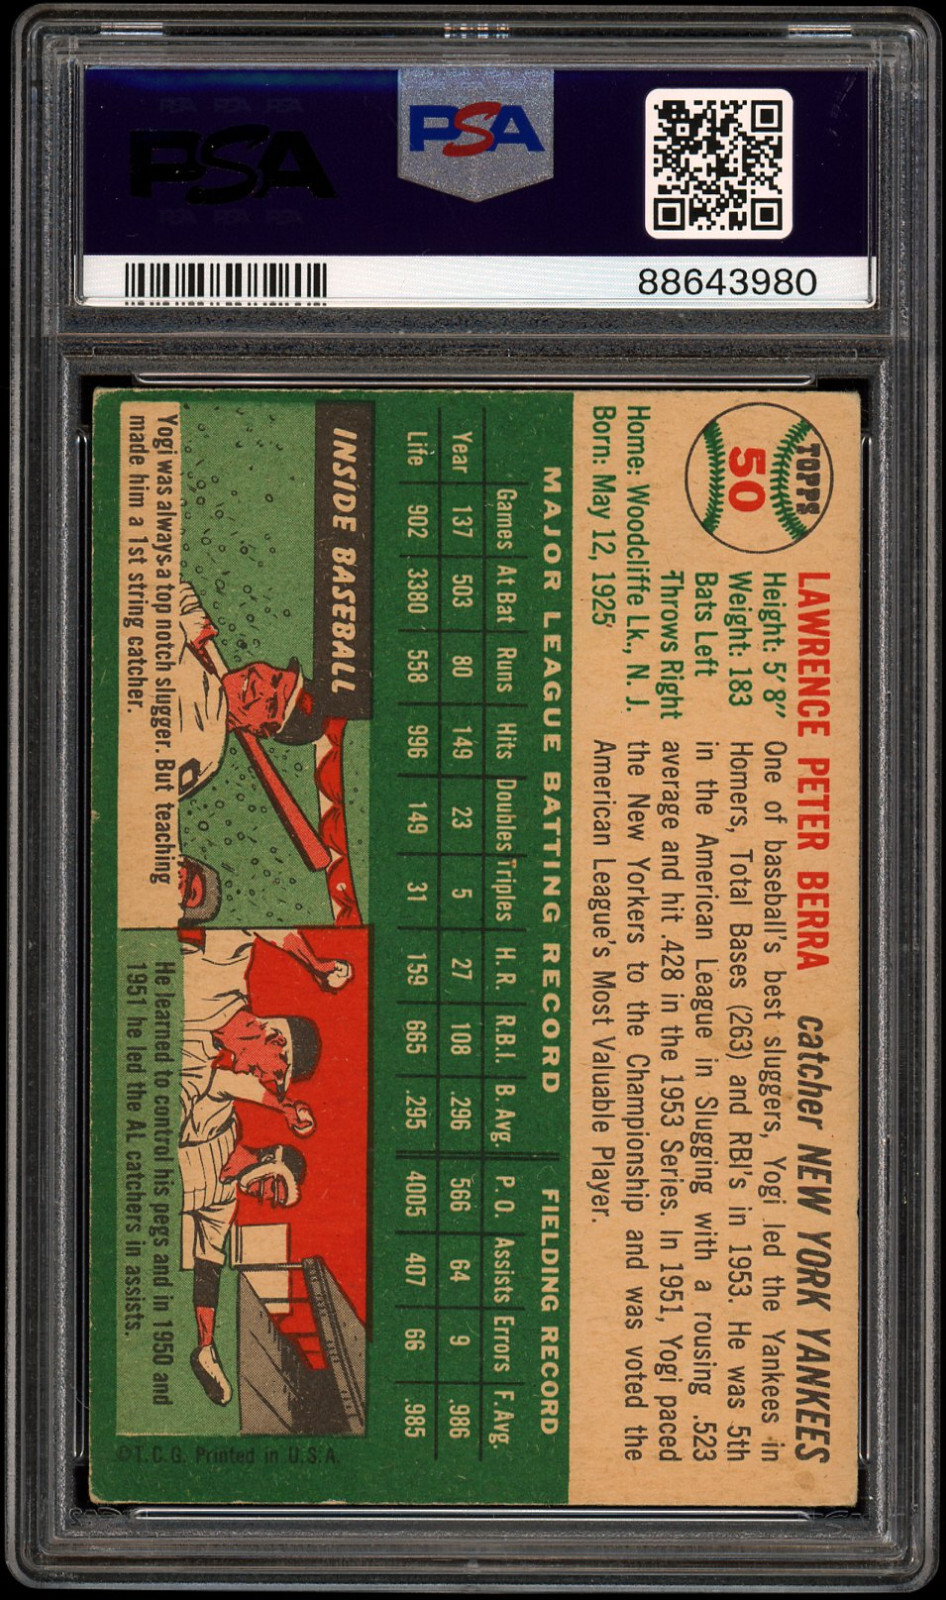 PSA
PSA PSA PSA
PSA
PSA PSA PSA
88643980
TOPPS
50
LAWRENCE PETER BERRA catcher NEW YORK YANKEES
Height: 5'8"
Weight: 183
Bats Left
Throws Right
Home: Woodcliffe Lk., N. J.
Born: May 12, 1925
One of baseball's best sluggers, Yogi led the Yankees in
Homers, Total Bases (263) and RBI's in 1953. He was 5th
in the American League in Slugging with a rousing .523
average and hit .428 in the 1953 Series. In 1951, Yogi paced
the New Yorkers to the Championship and was voted the
American League's Most Valuable Player.
MAJOR LEAGUE BATTING RECORD FIELDING RECORD
Games At Bat Runs Hits Doubles Triples H. R. R.B.I. B. Avg. P. O. Assists Errors F. Avg.
Year 137 503 80 149 23 5 27 108 .296 566 64 9 .986
Life 902 3380 558 996 149 31 159 665 .295 4005 407 66 .985
INSIDE BASEBALL
Yogi was always a top notch slugger. But teaching
made him a 1st string catcher.
He learned to control his pegs and in 1950 and
1951 he led the AL catchers in assists.
©T.C.G. Printed in U.S.A.